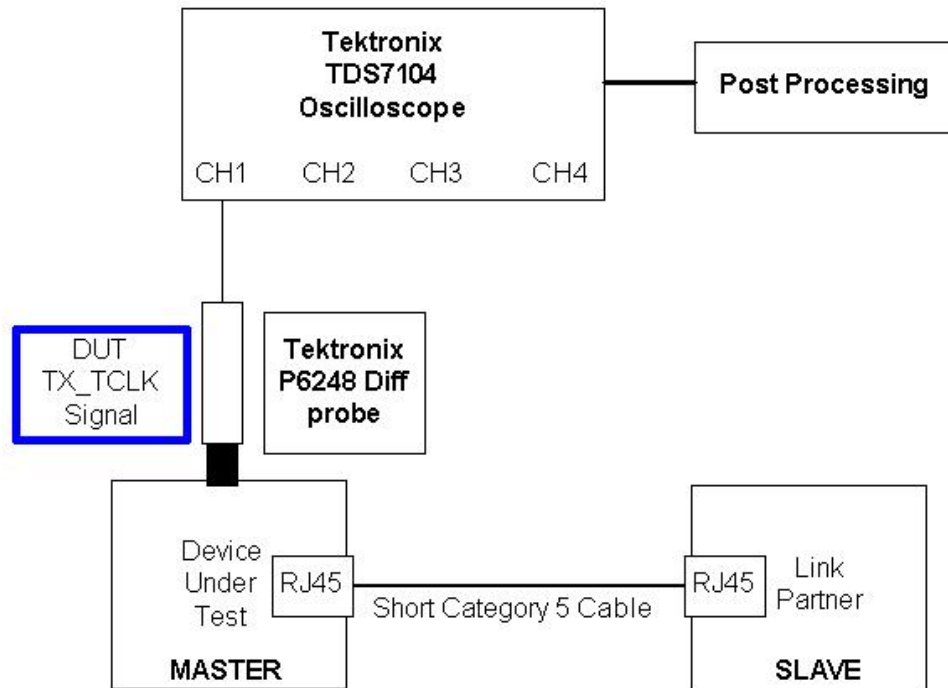 Tektronix
TDS7104
Oscilloscope
CH1 CH2 CH3 CH4
Post Processing
DUT
TX_TCLK
Signal
Tektronix
P6248 Diff
probe
Device
Under
Test
RJ45
MASTER
Short Category 5 Cable
RJ45
Link
Partner
SLAVE